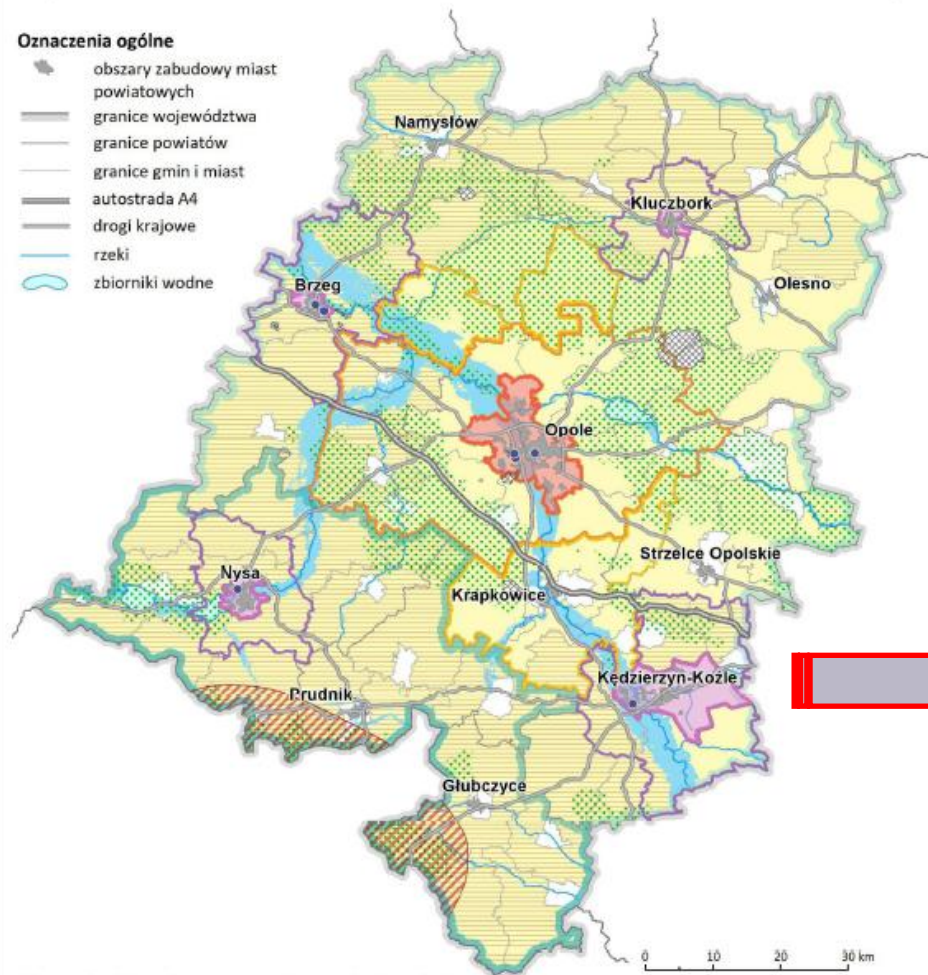 Oznaczenia ogólne
obszary zabudowy miast
powiatowych
granice województwa
granice powiatów
granice gmin i miast
autostrada A4
drogi krajowe
rzeki
zbiorniki wodne
Namysłów
Kluczbork
Olesno
Brzeg
Opole
Strzelce Opolskie
Nysa
Krapkowice
Kędzierzyn-Koźle
Prudnik
Głubczyce
0 10 20 30 km